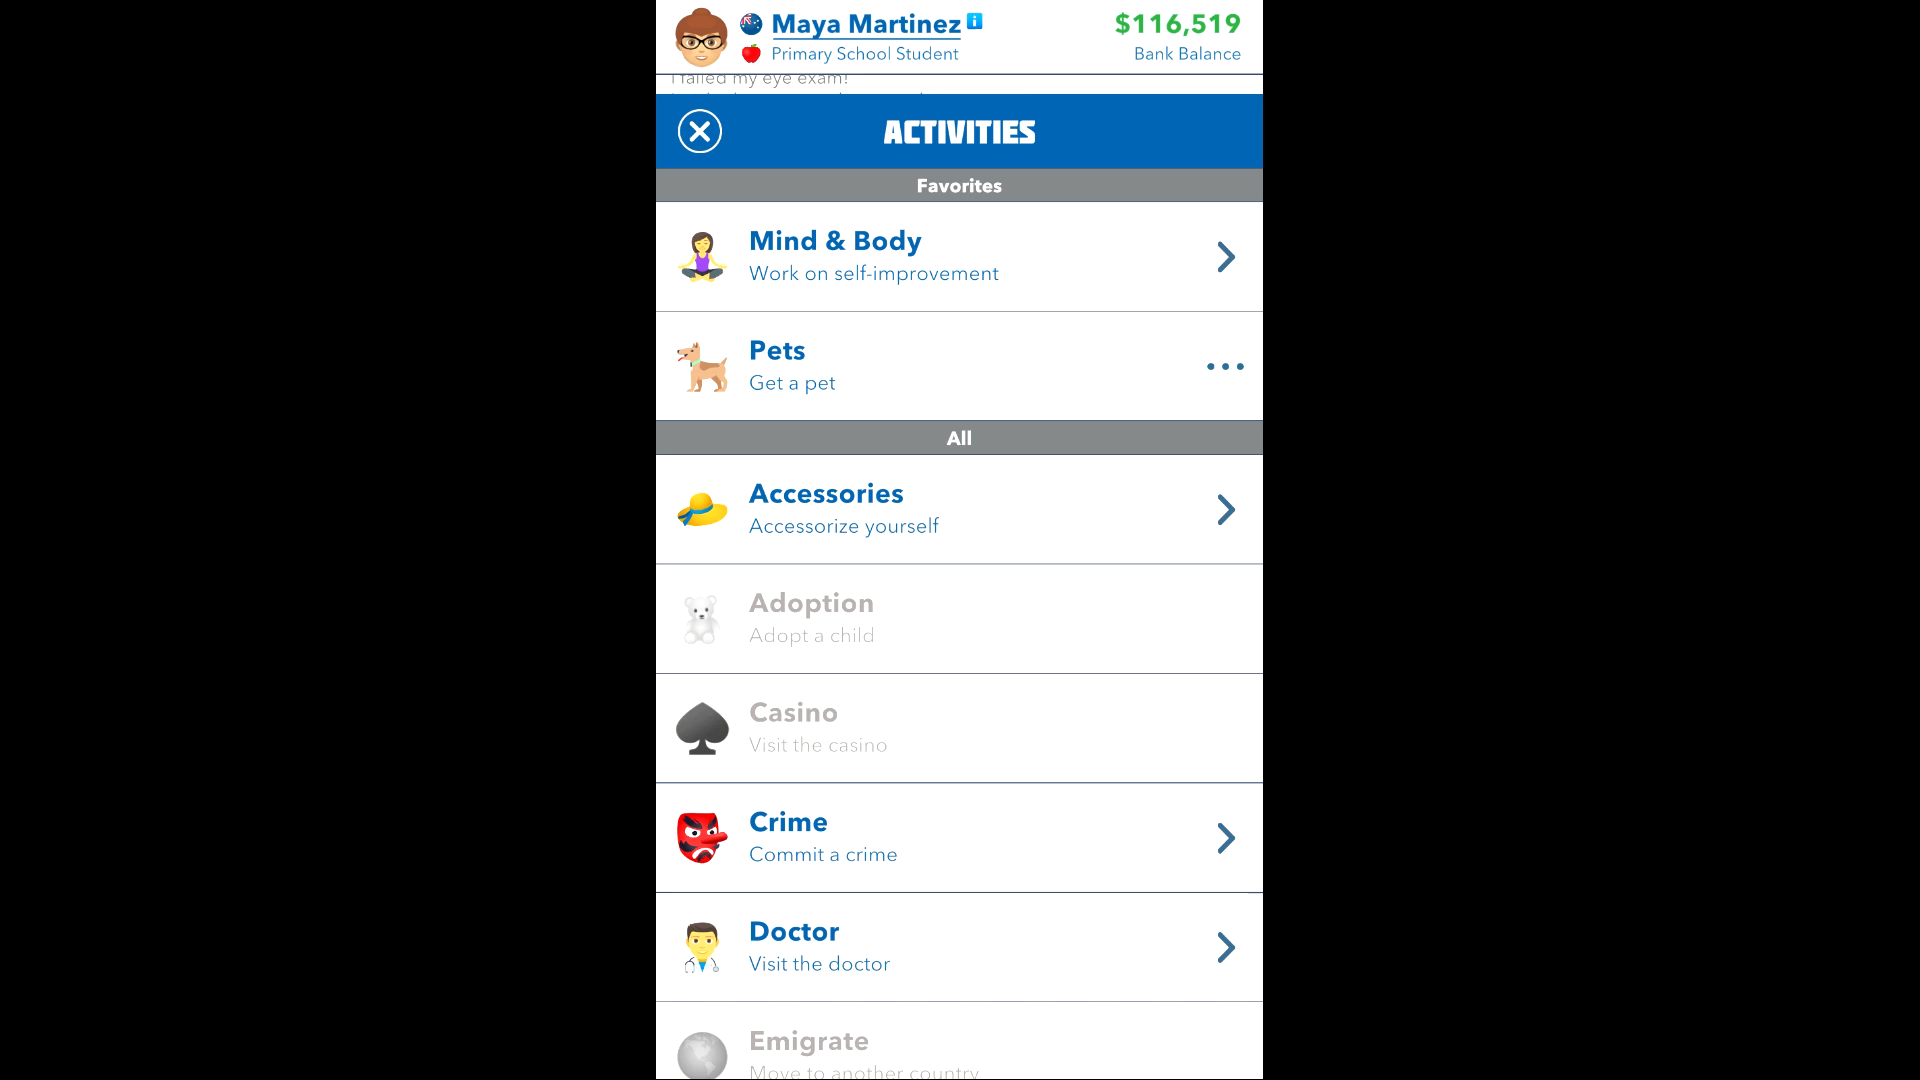 Maya Martinez
$116,519
Primary School Student
Bank Balance
I failed my eye exam!
ACTIVITIES
Favorites
Mind & Body
Work on self-improvement
Pets
Get a pet
All
Accessories
Accessorize yourself
Adoption
Adopt a child
Casino
Visit the casino
Crime
Commit a crime
Doctor
Visit the doctor
Emigrate
Move to another country